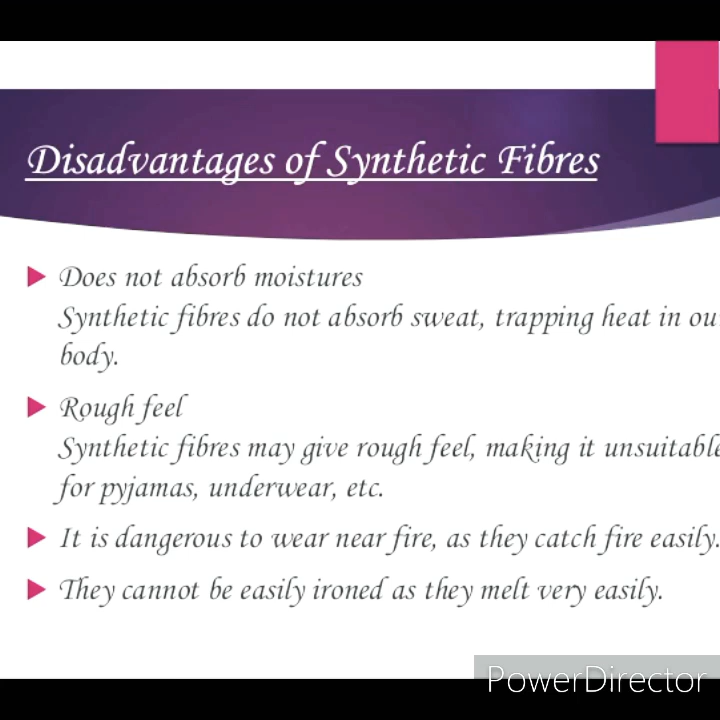 Disadvantages of Synthetic Fibres
Does not absorb moistures
Synthetic fibres do not absorb sweat, trapping heat in
body.
Rough feel
Synthetic fibres may give rough feel, making it unsuitable
for pyjamas, underwear, etc.
It is dangerous to wear near fire, as they catch fire easily.
They cannot be easily ironed as they melt very easily.
PowerDirector